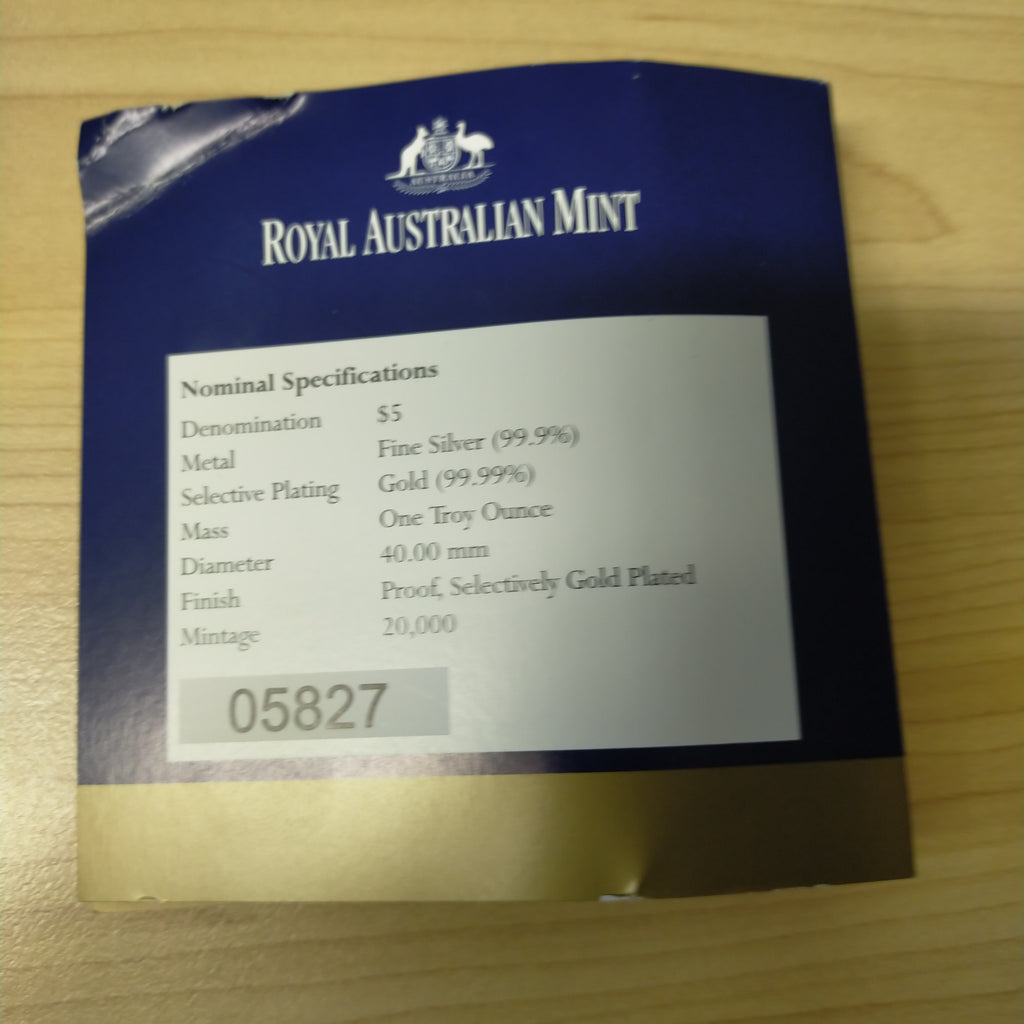 AUSTRALIA
ROYAL AUSTRALIAN MINT
Nominal Specifications
Denomination $5
Metal Fine Silver (99.9%)
Selective Plating Gold (99.99%)
Mass One Troy Ounce
Diameter 40.00 mm
Finish Proof, Selectively Gold Plated
Mintage 20,000
05827